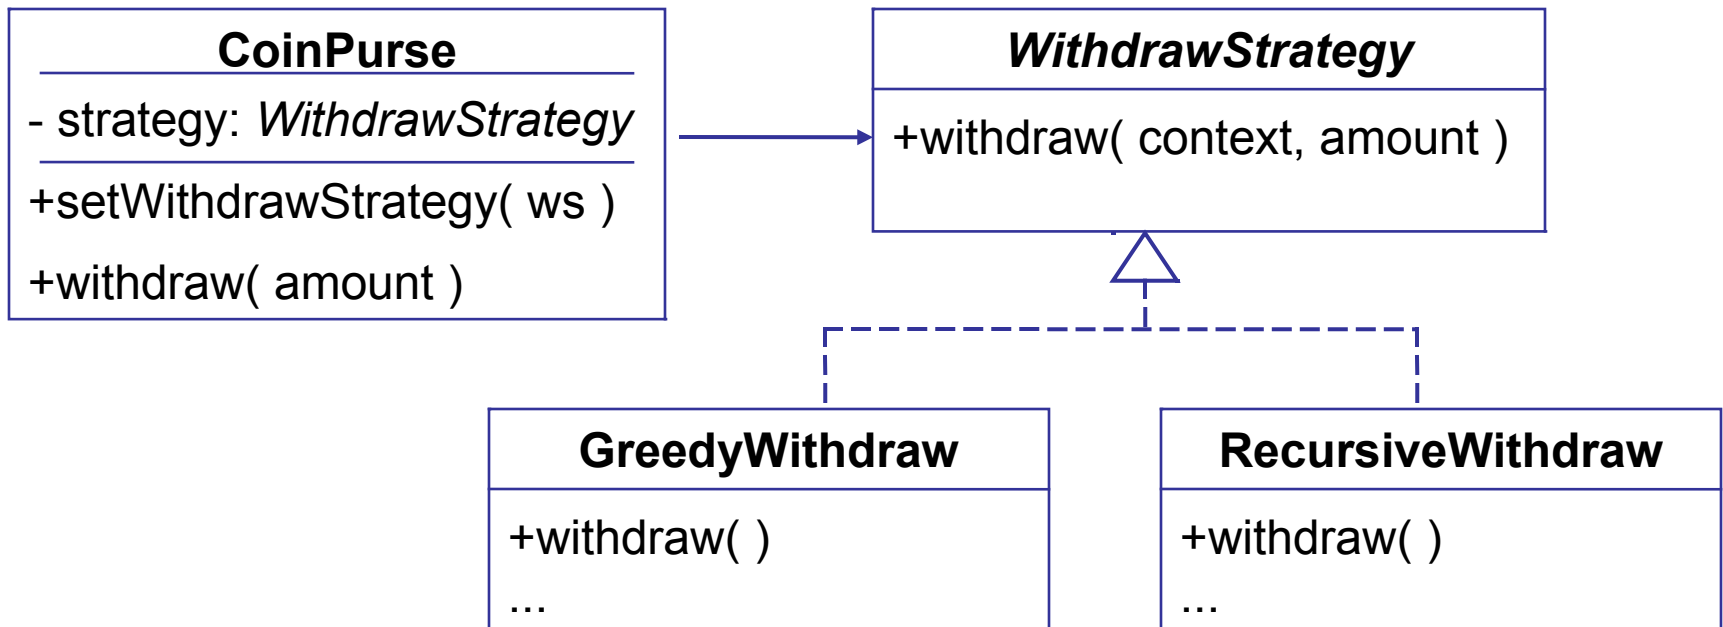 CoinPurse
- strategy: WithdrawStrategy
+setWithdrawStrategy( ws )
+withdraw( amount )
WithdrawStrategy
+withdraw( context, amount )
GreedyWithdraw
+withdraw( )
...
RecursiveWithdraw
+withdraw( )
...